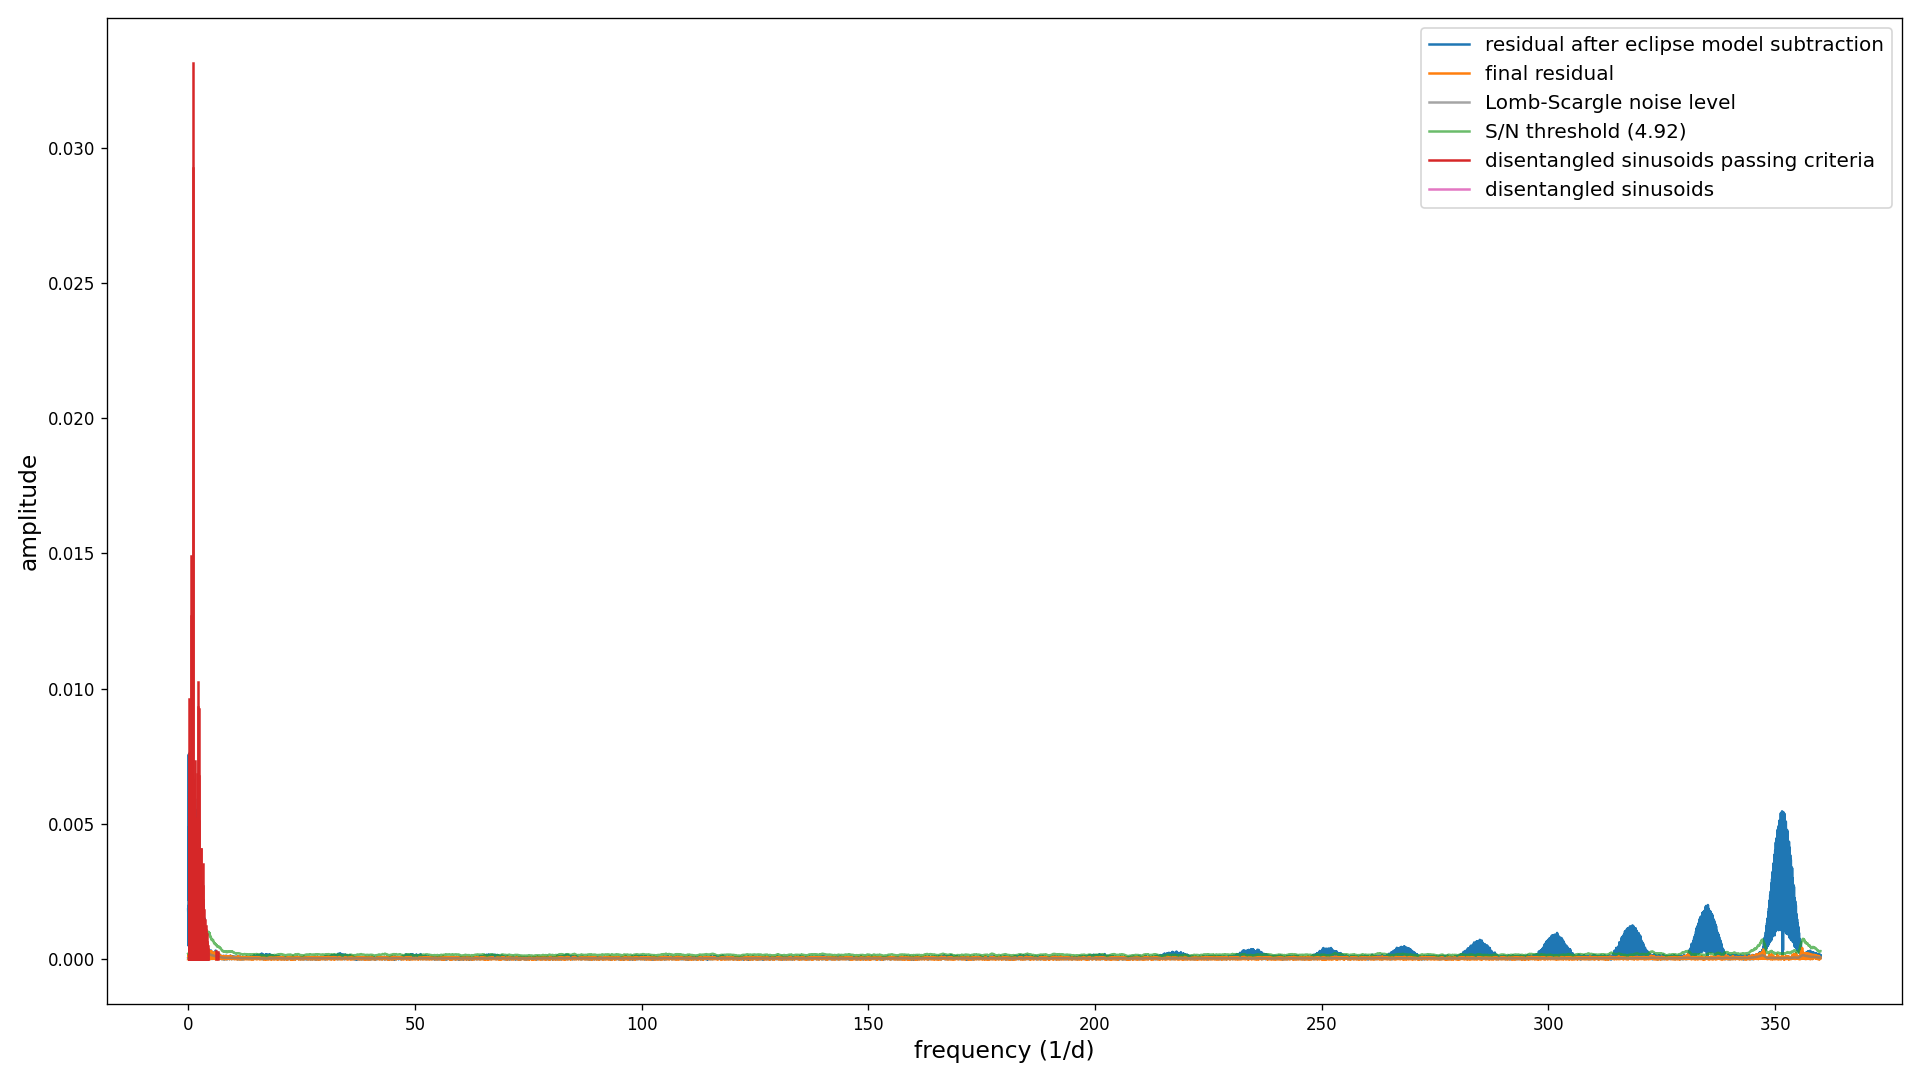 residual after eclipse model subtraction
final residual
Lomb-Scargle noise level
S/N threshold (4.92)
disentangled sinusoids passing criteria
disentangled sinusoids
amplitude
0.030
0.025
0.020
0.015
0.010
0.005
0.000
0 50 100 150 200 250 300 350
frequency (1/d)